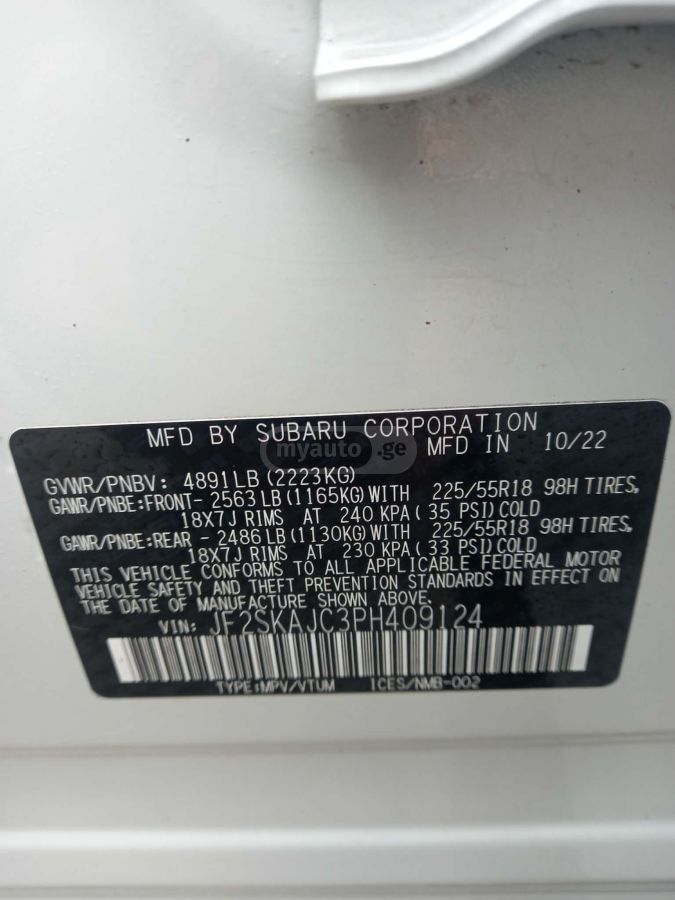 MFD BY SUBARU CORPORATION
MFD IN 10/22
GVWR/PNBV: 4891LB(2223KG)
GAWR/PNBE:FRONT- 2563LB(1165KG)WITH 225/55R18 98H TIRES,
18X7J RIMS AT 240 KPA(35 PSI)COLD
GAWR/PNBE:REAR - 2486LB(1130KG)WITH 225/55R18 98H TIRES,
18X7J RIMS AT 230 KPA(33 PSI)COLD
THIS VEHICLE CONFORMS TO ALL APPLICABLE FEDERAL MOTOR
VEHICLE SAFETY AND THEFT PREVENTION STANDARDS IN EFFECT ON
THE DATE OF MANUFACTURE SHOWN ABOVE.
VIN: JF2SKAJC3PH409124
TYPE:MPV/VTUM ICES/NMB-002
myauto.ge